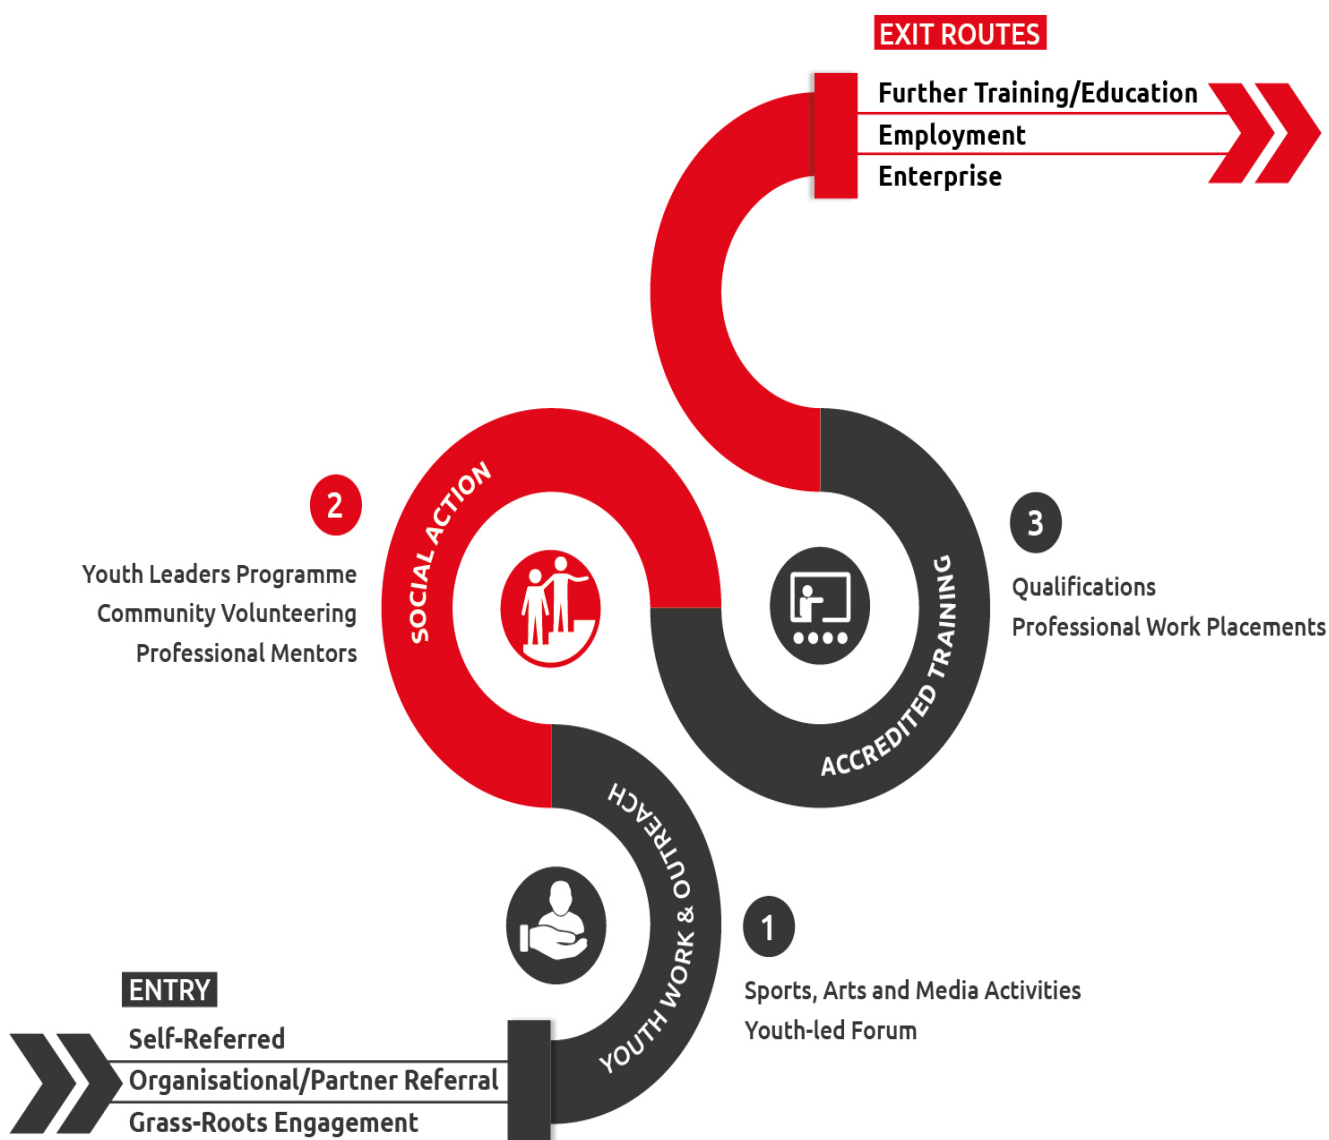 EXIT ROUTES
Further Training/Education
Employment
Enterprise
2
SOCIAL ACTION
Youth Leaders Programme
Community Volunteering
Professional Mentors
3
ACCREDITED TRAINING
Qualifications
Professional Work Placements
YOUTH WORK & OUTREACH
1
Sports, Arts and Media Activities
Youth-led Forum
ENTRY
Self-Referred
Organisational/Partner Referral
Grass-Roots Engagement